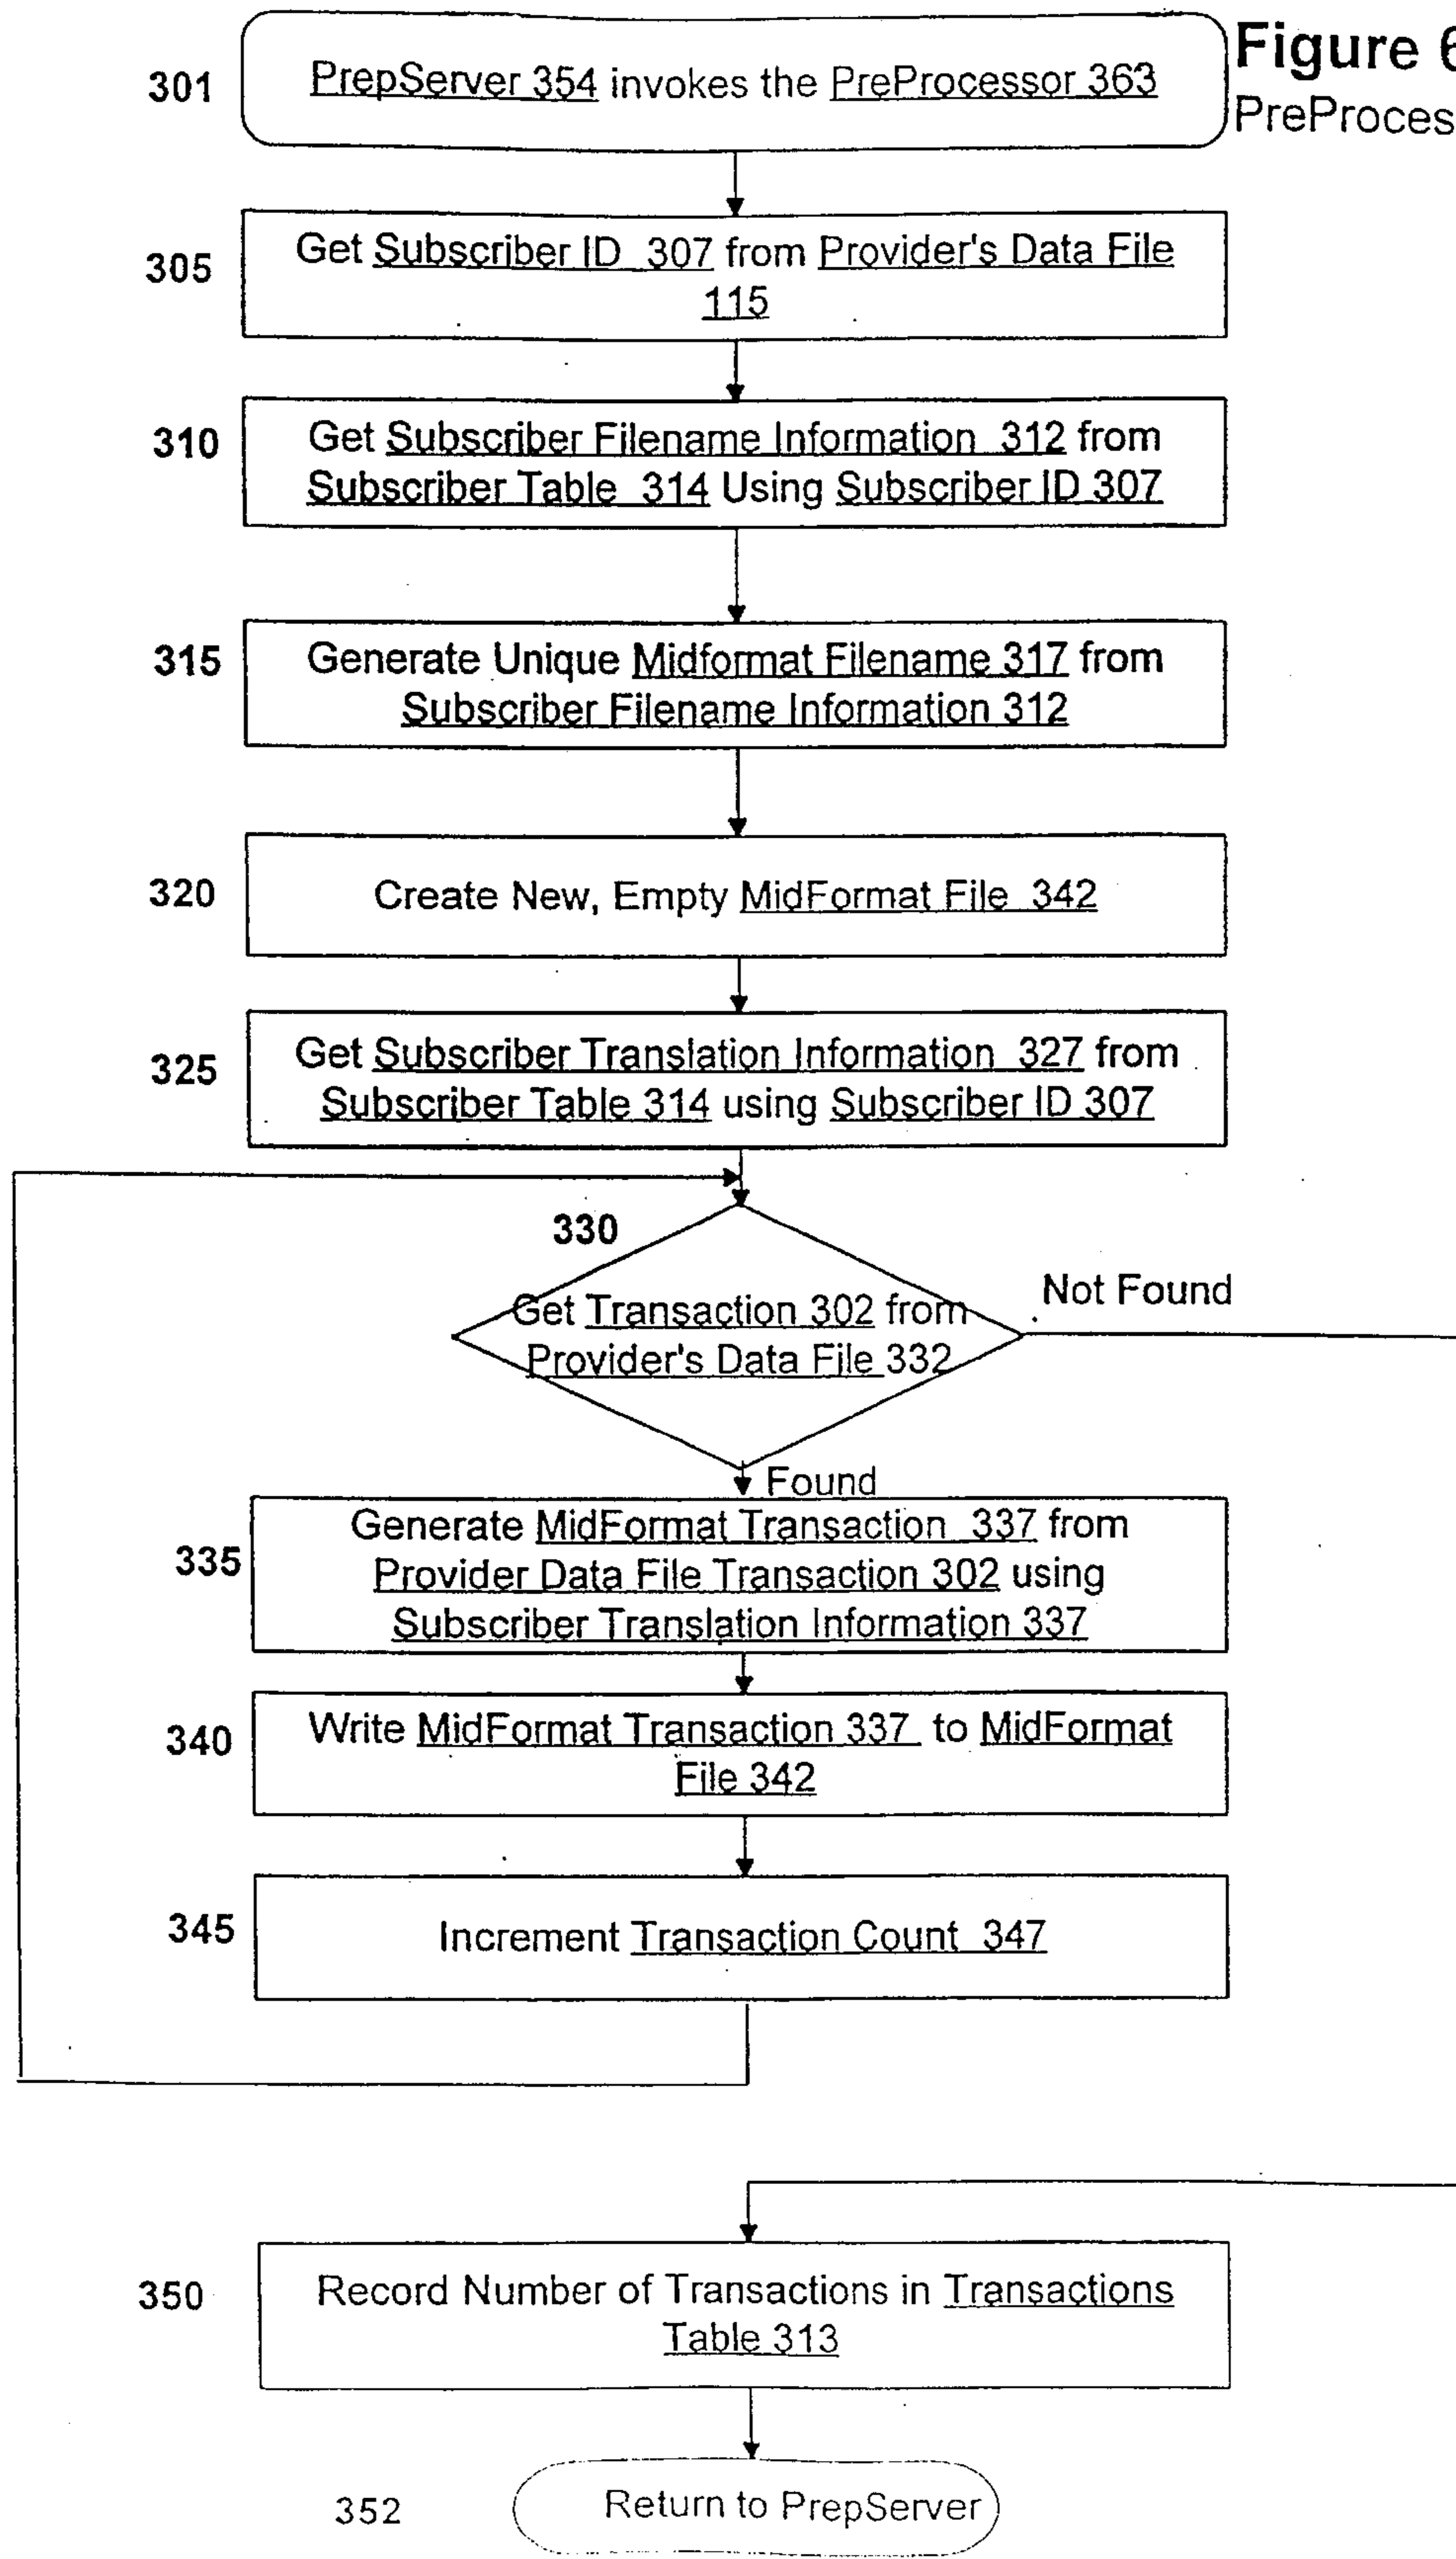 Figure 6
PreProces
301
PrepServer 354 invokes the PreProcessor 363
305
Get Subscriber ID 307 from Provider's Data File
115
310
Get Subscriber Filename Information 312 from
Subscriber Table 314 Using Subscriber ID 307
315
Generate Unique Midformat Filename 317 from
Subscriber Filename Information 312
320
Create New, Empty MidFormat File 342
325
Get Subscriber Translation Information 327 from
Subscriber Table 314 using Subscriber ID 307
330
Not Found
Get Transaction 302 from
Provider's Data File 332
Found
335
Generate MidFormat Transaction 337 from
Provider Data File Transaction 302 using
Subscriber Translation Information 337
340
Write MidFormat Transaction 337 to MidFormat
File 342
345
Increment Transaction Count 347
350
Record Number of Transactions in Transactions
Table 313
352
Return to PrepServer